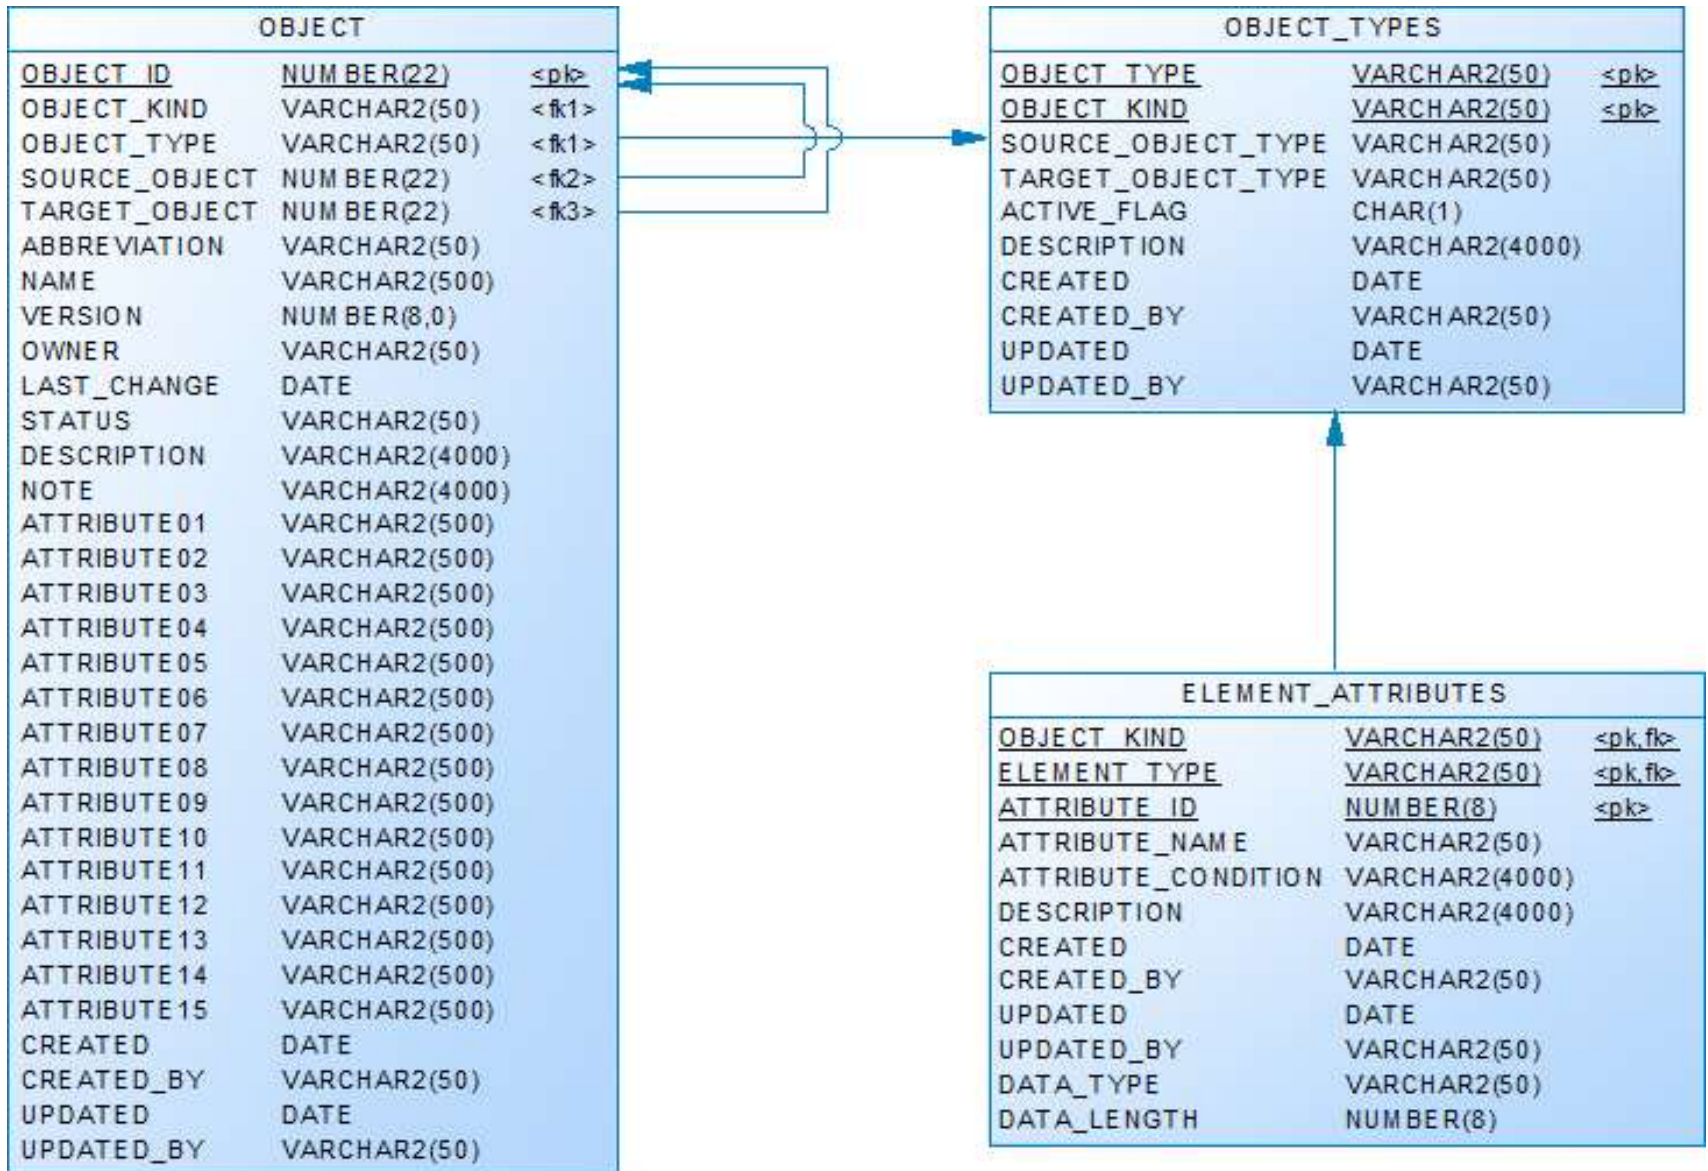 OBJECT
OBJECT_ID NUMBER(22) <pk>
OBJECT_KIND VARCHAR2(50) <fk1>
OBJECT_TYPE VARCHAR2(50) <fk1>
SOURCE_OBJECT NUMBER(22) <fk2>
TARGET_OBJECT NUMBER(22) <fk3>
ABBREVIATION VARCHAR2(50)
NAME VARCHAR2(500)
VERSION NUMBER(8,0)
OWNER VARCHAR2(50)
LAST_CHANGE DATE
STATUS VARCHAR2(50)
DESCRIPTION VARCHAR2(4000)
NOTE VARCHAR2(4000)
ATTRIBUTE01 VARCHAR2(500)
ATTRIBUTE02 VARCHAR2(500)
ATTRIBUTE03 VARCHAR2(500)
ATTRIBUTE04 VARCHAR2(500)
ATTRIBUTE05 VARCHAR2(500)
ATTRIBUTE06 VARCHAR2(500)
ATTRIBUTE07 VARCHAR2(500)
ATTRIBUTE08 VARCHAR2(500)
ATTRIBUTE09 VARCHAR2(500)
ATTRIBUTE10 VARCHAR2(500)
ATTRIBUTE11 VARCHAR2(500)
ATTRIBUTE12 VARCHAR2(500)
ATTRIBUTE13 VARCHAR2(500)
ATTRIBUTE14 VARCHAR2(500)
ATTRIBUTE15 VARCHAR2(500)
CREATED DATE
CREATED_BY VARCHAR2(50)
UPDATED DATE
UPDATED_BY VARCHAR2(50)
OBJECT_TYPES
OBJECT_TYPE VARCHAR2(50) <pk>
OBJECT_KIND VARCHAR2(50) <pk>
SOURCE_OBJECT_TYPE VARCHAR2(50)
TARGET_OBJECT_TYPE VARCHAR2(50)
ACTIVE_FLAG CHAR(1)
DESCRIPTION VARCHAR2(4000)
CREATED DATE
CREATED_BY VARCHAR2(50)
UPDATED DATE
UPDATED_BY VARCHAR2(50)
ELEMENT_ATTRIBUTES
OBJECT_KIND VARCHAR2(50) <pk,fk>
ELEMENT_TYPE VARCHAR2(50) <pk,fk>
ATTRIBUTE_ID NUMBER(8) <pk>
ATTRIBUTE_NAME VARCHAR2(50)
ATTRIBUTE_CONDITION VARCHAR2(4000)
DESCRIPTION VARCHAR2(4000)
CREATED DATE
CREATED_BY VARCHAR2(50)
UPDATED DATE
UPDATED_BY VARCHAR2(50)
DATA_TYPE VARCHAR2(50)
DATA_LENGTH NUMBER(8)